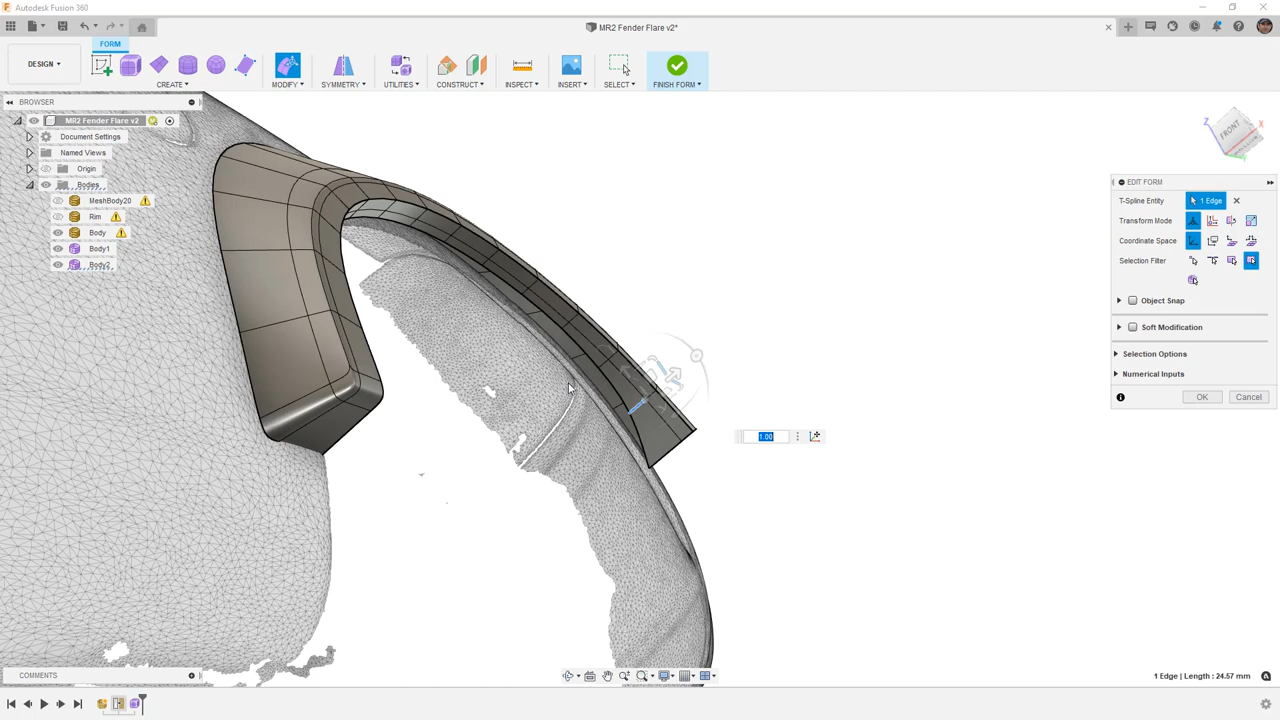 Autodesk Fusion 360
MR2 Fender Flare v2*
FORM
DESIGN
CREATE
MODIFY
SYMMETRY
UTILITIES
CONSTRUCT
INSPECT
INSERT
SELECT
FINISH FORM
BROWSER
MR2 Fender Flare v2
Document Settings
Named Views
Origin
Bodies
MeshBody20
Rim
Body
Body1
Body2
FRONT
Z
X
Y
EDIT FORM
T-Spline Entity
1 Edge
Transform Mode
Coordinate Space
Selection Filter
Object Snap
Soft Modification
Selection Options
Numerical Inputs
OK
Cancel
1.00
COMMENTS
1 Edge | Length : 24.57 mm